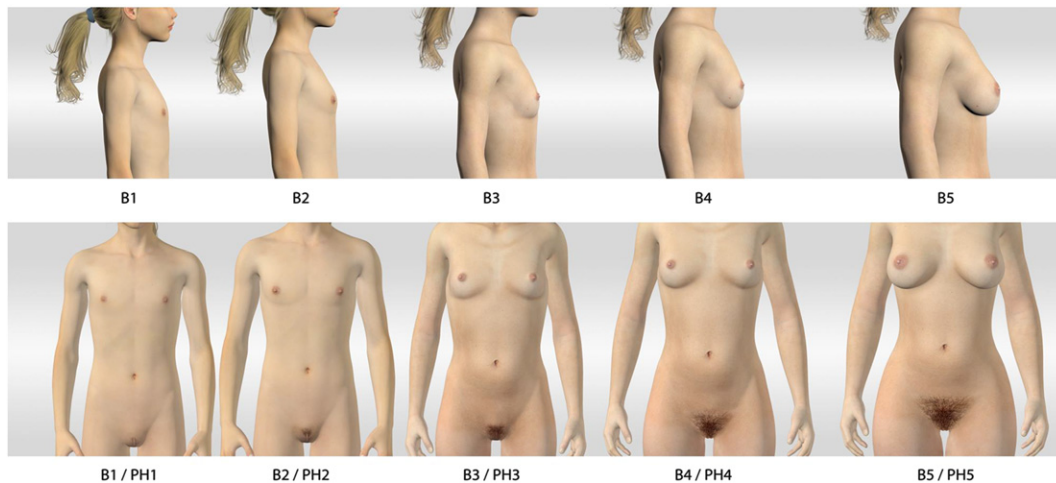 B1
B2
B3
B4
B5
B1 / PH1
B2 / PH2
B3 / PH3
B4 / PH4
B5 / PH5